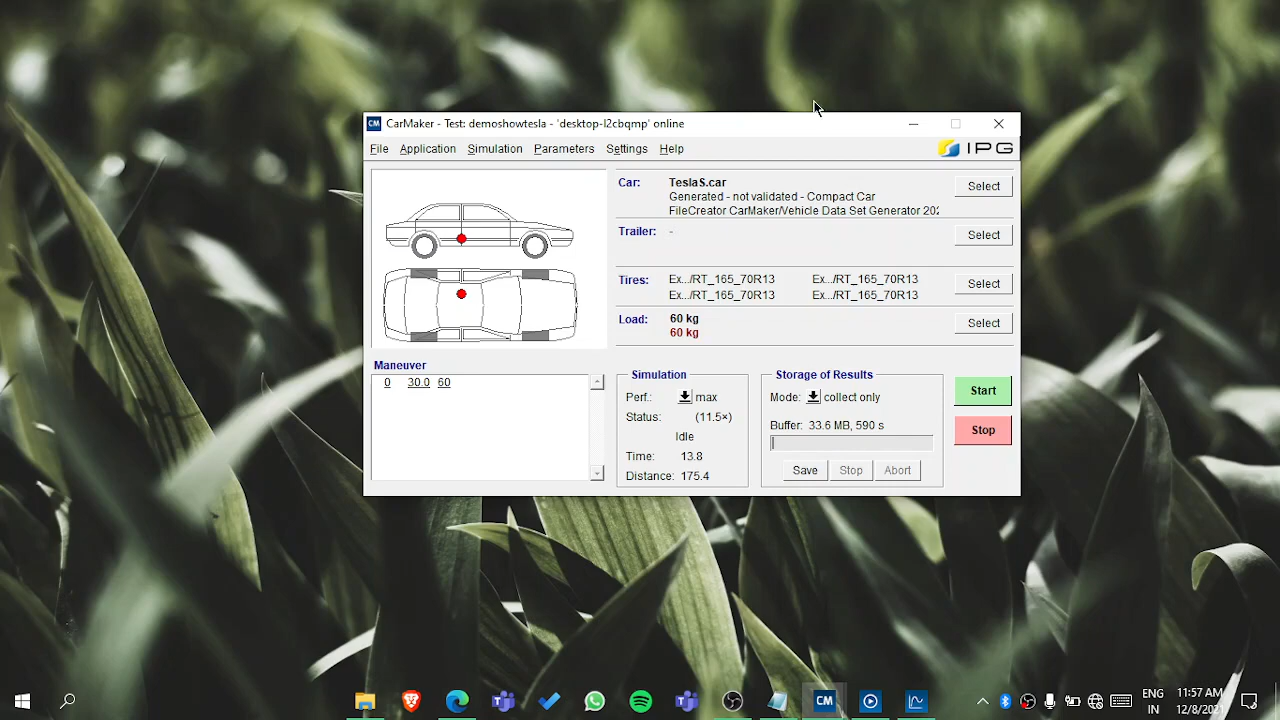 CM CarMaker - Test: demoshowtesla - 'desktop-l2cbqmp' online
File Application Simulation Parameters Settings Help
IPG
Car: TeslaS.car
Generated - not validated - Compact Car
FileCreator CarMaker/Vehicle Data Set Generator 202
Select
Trailer: -
Select
Tires: Ex.../RT_165_70R13 Ex.../RT_165_70R13
Ex.../RT_165_70R13 Ex.../RT_165_70R13
Select
Load: 60 kg
60 kg
Select
Maneuver
0 30.0 60
Simulation
Perf.: max
Status: (11.5×)
Idle
Time: 13.8
Distance: 175.4
Storage of Results
Mode: collect only
Buffer: 33.6 MB, 590 s
Save Stop Abort
Start
Stop
CM
ENG
IN
11:57 AM
12/8/2021